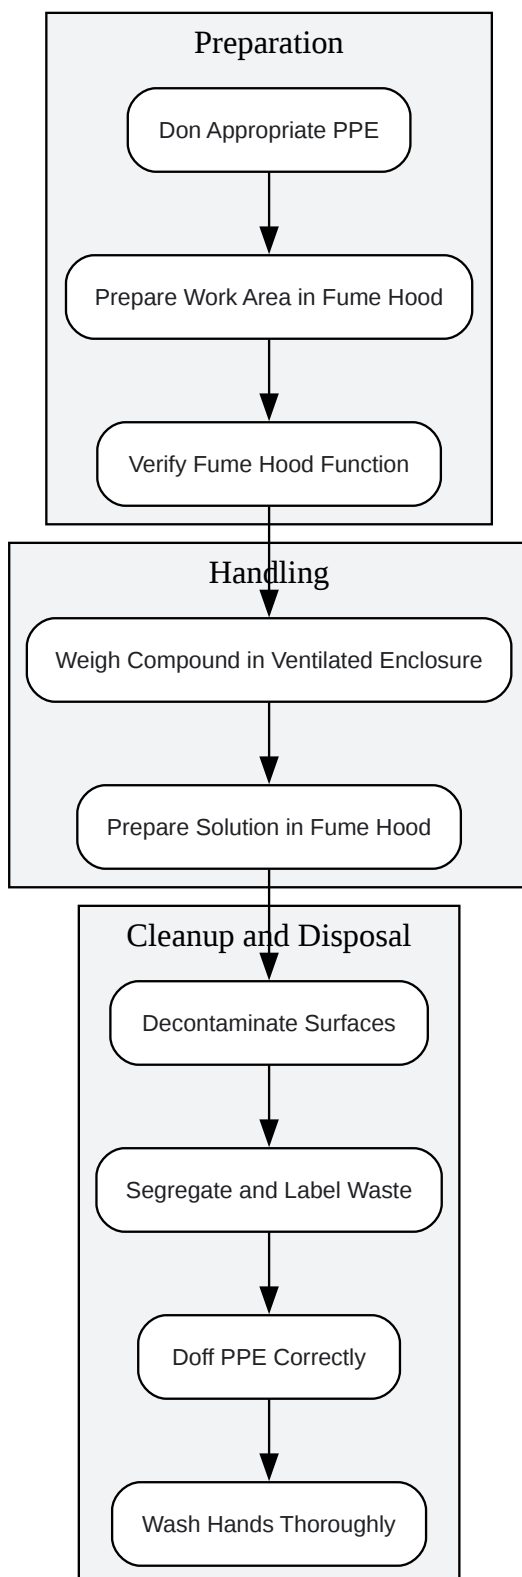 Preparation
Don Appropriate PPE
Prepare Work Area in Fume Hood
Verify Fume Hood Function
Handling
Weigh Compound in Ventilated Enclosure
Prepare Solution in Fume Hood
Cleanup and Disposal
Decontaminate Surfaces
Segregate and Label Waste
Doff PPE Correctly
Wash Hands Thoroughly